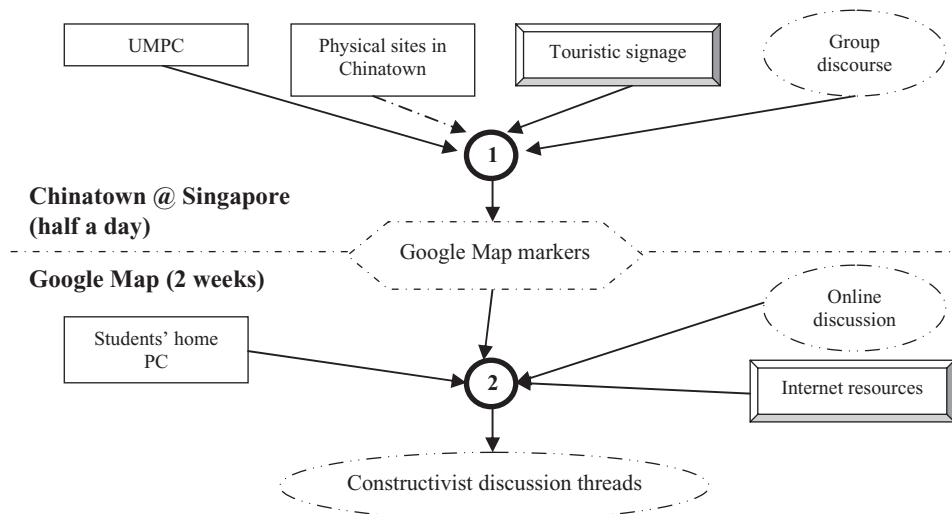 UMPC
Physical sites in
Chinatown
Touristic signage
Group
discourse
1
Chinatown @ Singapore
(half a day)
Google Map markers
Google Map (2 weeks)
Online
discussion
Students’ home
PC
2
Internet resources
Constructivist discussion threads